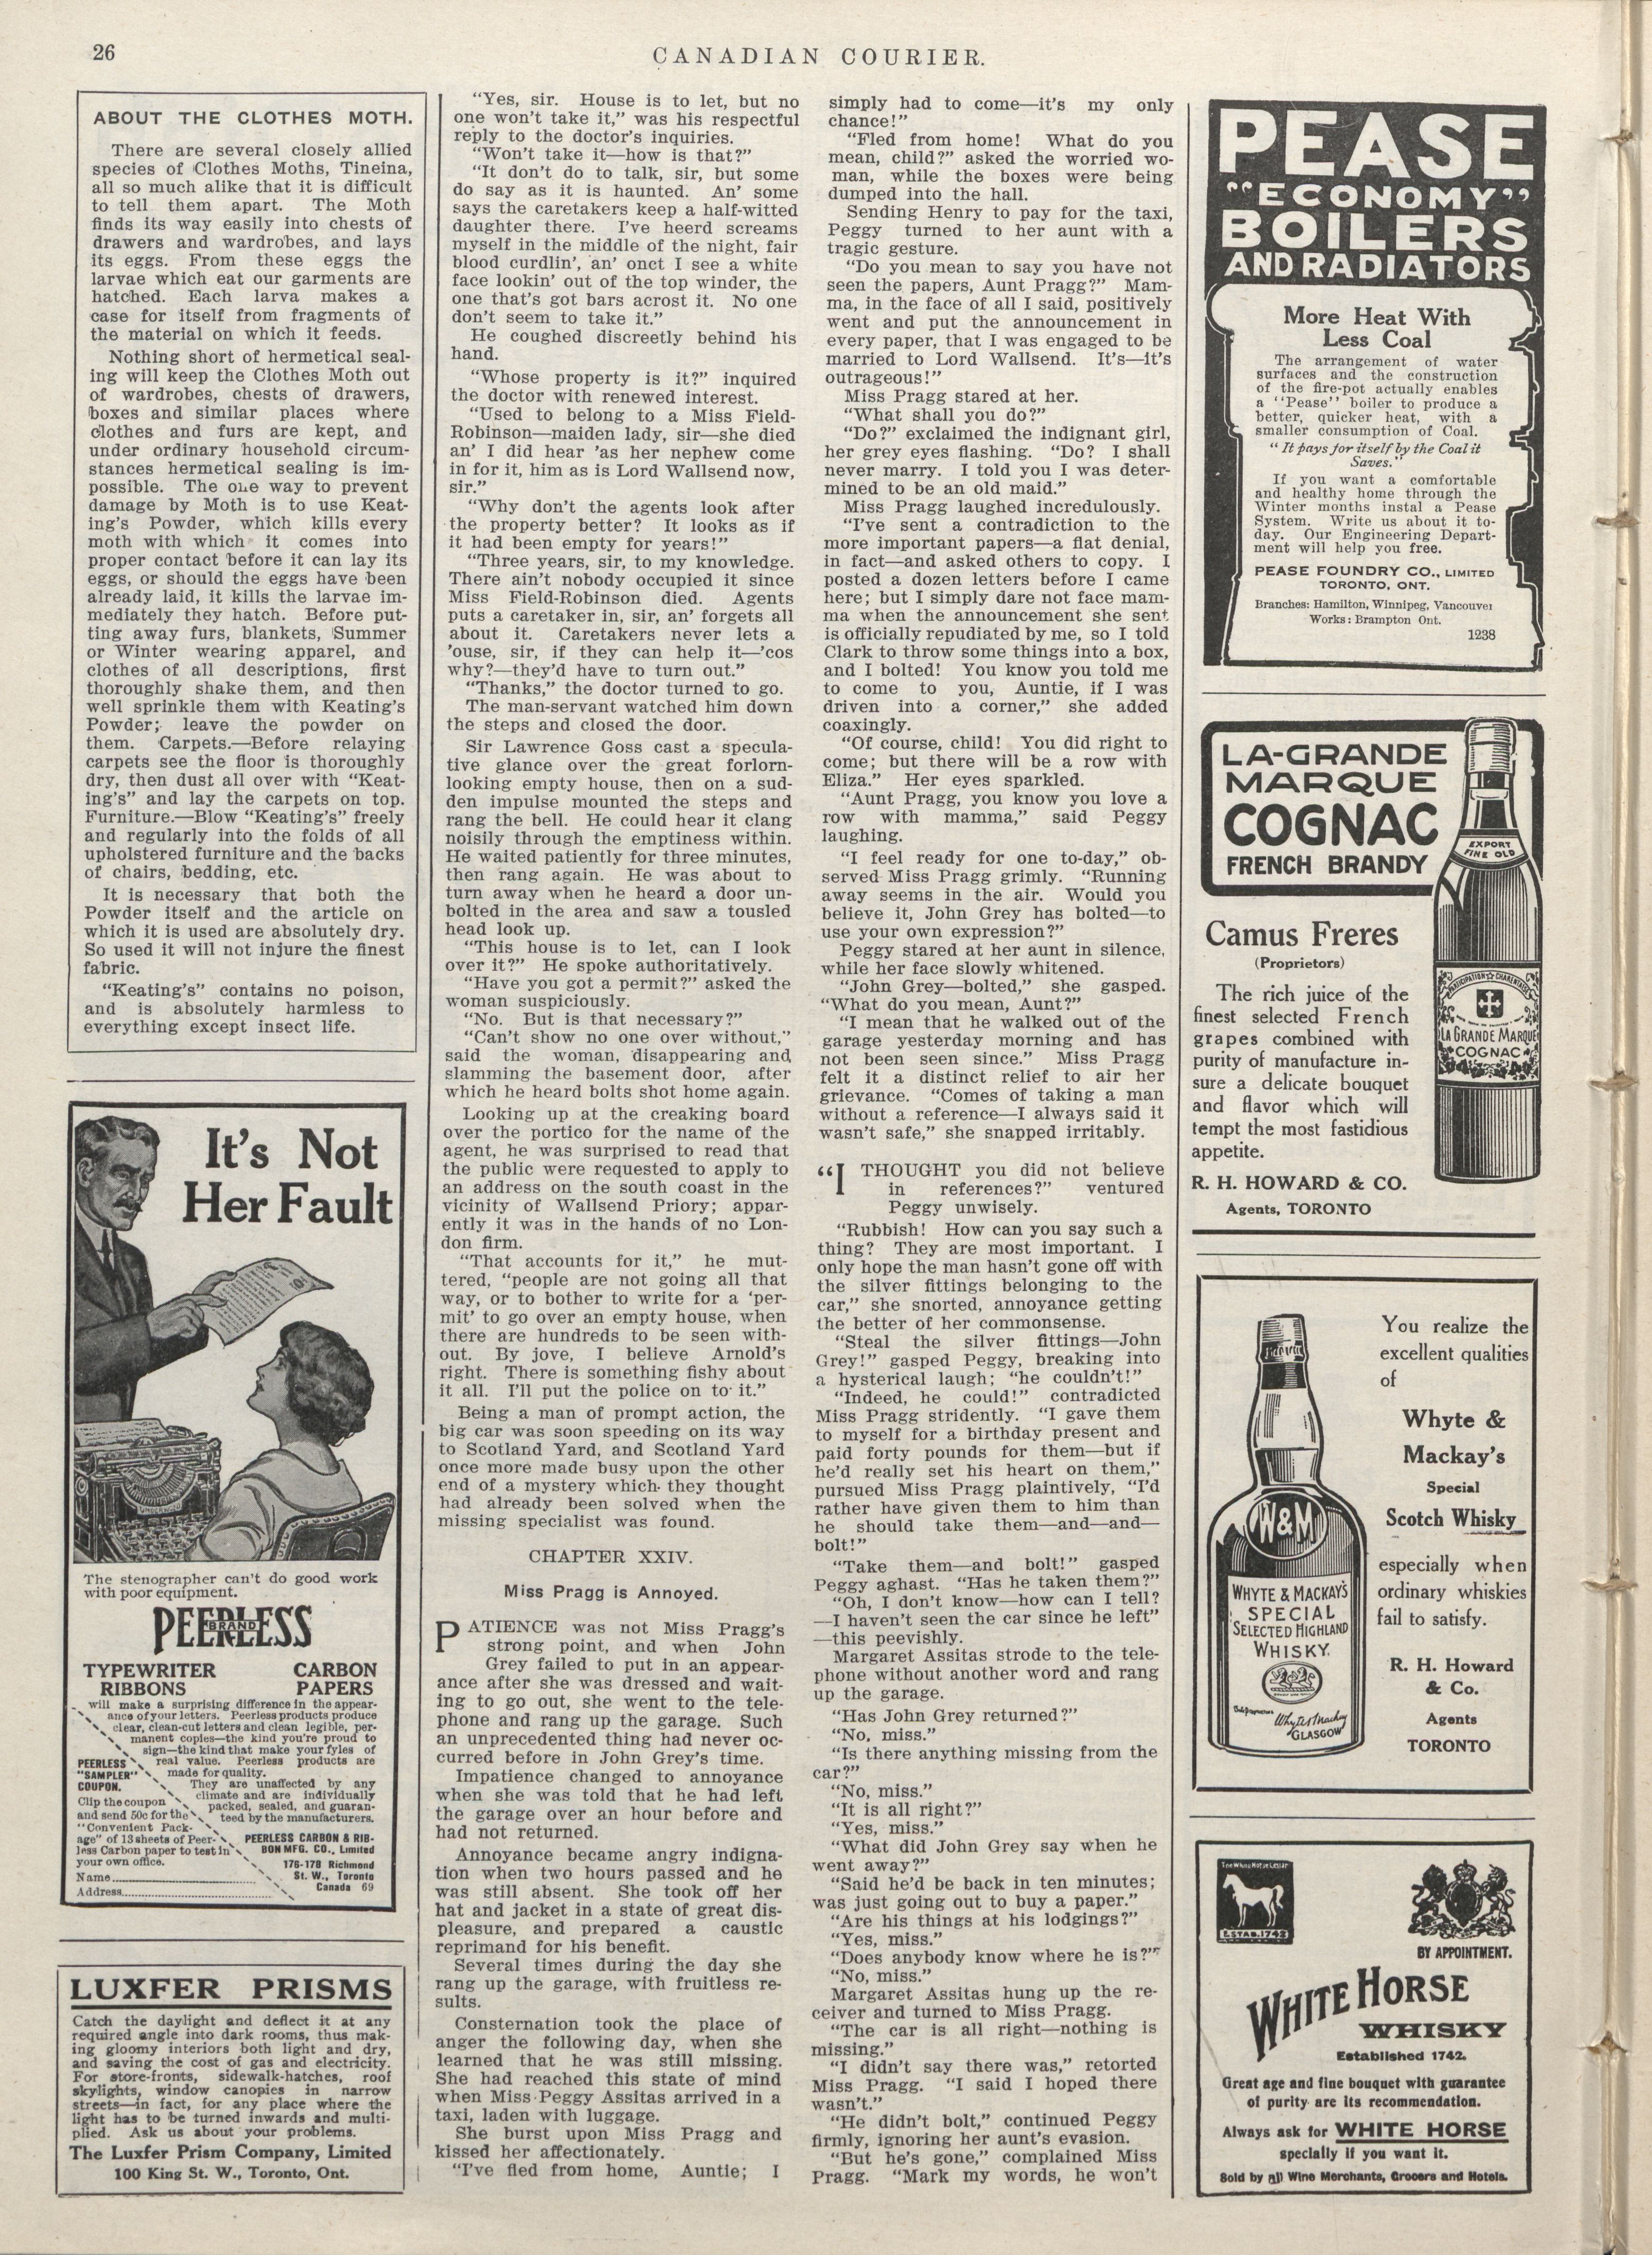 26
CANADIAN COURIER.
ABOUT THE CLOTHES MOTH.
There are several closely allied
species of Clothes Moths, Tineina,
all so much alike that it is difficult
to tell them apart. The Moth
finds its way easily into chests of
drawers and wardrobes, and lays
its eggs. From these eggs the
larvae which eat our garments are
hatched. Each larva makes a
case for itself from fragments of
the material on which it feeds.
Nothing short of hermetical seal-
ing will keep the Clothes Moth out
of wardrobes, chests of drawers,
boxes and similar places where
clothes and furs are kept, and
under ordinary household circum-
stances hermetical sealing is im-
possible. The one way to prevent
damage by Moth is to use Keat-
ing's Powder, which kills every
moth with which it comes into
proper contact before it can lay its
eggs, or should the eggs have been
already laid, it kills the larvae im-
mediately they hatch. Before put-
ting away furs, blankets, Summer
or Winter wearing apparel, and
clothes of all descriptions, first
thoroughly shake them, and then
well sprinkle them with Keating's
Powder; leave the powder on
them. Carpets.—Before relaying
carpets see the floor is thoroughly
dry, then dust all over with "Keat-
ing's" and lay the carpets on top.
Furniture.—Blow "Keating's" freely
and regularly into the folds of all
upholstered furniture and the backs
of chairs, bedding, etc.
It is necessary that both the
Powder itself and the article on
which it is used are absolutely dry.
So used it will not injure the finest
fabric.
"Keating's" contains no poison,
and is absolutely harmless to
everything except insect life.
It's Not
Her Fault
The stenographer can't do good work
with poor equipment.
PEERLESS
BRAND
TYPEWRITER CARBON
RIBBONS PAPERS
will make a surprising difference in the appear-
ance of your letters. Peerless products produce
clear, clean-cut letters and clean legible, per-
manent copies—the kind you're proud to
sign—the kind that make your fyles of
real value. Peerless products are
made for quality.
They are unaffected by any
climate and are individually
packed, sealed, and guaran-
teed by the manufacturers.
PEERLESS CARBON & RIB-
BON MFG. CO., Limited
176-178 Richmond
St. W., Toronto
Canada 69
PEERLESS
"SAMPLER"
COUPON.
Clip the coupon
and send 50c for the
"Convenient Pack-
age" of 13 sheets of Peer-
less Carbon paper to test in
your own office.
Name
Address
LUXFER PRISMS
Catch the daylight and deflect it at any
required angle into dark rooms, thus mak-
ing gloomy interiors both light and dry,
and saving the cost of gas and electricity.
For store-fronts, sidewalk-hatches, roof
skylights, window canopies in narrow
streets—in fact, for any place where the
light has to be turned inwards and multi-
plied. Ask us about your problems.
The Luxfer Prism Company, Limited
100 King St. W., Toronto, Ont.
"Yes, sir. House is to let, but no
one won't take it," was his respectful
reply to the doctor's inquiries.
"Won't take it—how is that?"
"It don't do to talk, sir, but some
do say as it is haunted. An' some
says the caretakers keep a half-witted
daughter there. I've heerd screams
myself in the middle of the night, fair
blood curdlin', an' onct I see a white
face lookin' out of the top winder, the
one that's got bars acrost it. No one
don't seem to take it."
He coughed discreetly behind his
hand.
"Whose property is it?" inquired
the doctor with renewed interest.
"Used to belong to a Miss Field-
Robinson—maiden lady, sir—she died
an' I did hear 'as her nephew come
in for it, him as is Lord Wallsend now,
sir."
"Why don't the agents look after
the property better? It looks as if
it had been empty for years!"
"Three years, sir, to my knowledge.
There ain't nobody occupied it since
Miss Field-Robinson died. Agents
puts a caretaker in, sir, an' forgets all
about it. Caretakers never lets a
'ouse, sir, if they can help it—'cos
why?—they'd have to turn out."
"Thanks," the doctor turned to go.
The man-servant watched him down
the steps and closed the door.
Sir Lawrence Goss cast a specula-
tive glance over the great forlorn-
looking empty house, then on a sud-
den impulse mounted the steps and
rang the bell. He could hear it clang
noisily through the emptiness within.
He waited patiently for three minutes,
then rang again. He was about to
turn away when he heard a door un-
bolted in the area and saw a tousled
head look up.
"This house is to let, can I look
over it?" He spoke authoritatively.
"Have you got a permit?" asked the
woman suspiciously.
"No. But is that necessary?"
"Can't show no one over without,"
said the woman, disappearing and
slamming the basement door, after
which he heard bolts shot home again.
Looking up at the creaking board
over the portico for the name of the
agent, he was surprised to read that
the public were requested to apply to
an address on the south coast in the
vicinity of Wallsend Priory; appar-
ently it was in the hands of no Lon-
don firm.
"That accounts for it," he mut-
tered, "people are not going all that
way, or to bother to write for a 'per-
mit' to go over an empty house, when
there are hundreds to be seen with-
out. By jove, I believe Arnold's
right. There is something fishy about
it all. I'll put the police on to it."
Being a man of prompt action, the
big car was soon speeding on its way
to Scotland Yard, and Scotland Yard
once more made busy upon the other
end of a mystery which they thought
had already been solved when the
missing specialist was found.
CHAPTER XXIV.
Miss Pragg is Annoyed.
PATIENCE was not Miss Pragg's
strong point, and when John
Grey failed to put in an appear-
ance after she was dressed and wait-
ing to go out, she went to the tele-
phone and rang up the garage. Such
an unprecedented thing had never oc-
curred before in John Grey's time.
Impatience changed to annoyance
when she was told that he had left
the garage over an hour before and
had not returned.
Annoyance became angry indigna-
tion when two hours passed and he
was still absent. She took off her
hat and jacket in a state of great dis-
pleasure, and prepared a caustic
reprimand for his benefit.
Several times during the day she
rang up the garage, with fruitless re-
sults.
Consternation took the place of
anger the following day, when she
learned that he was still missing.
She had reached this state of mind
when Miss Peggy Assitas arrived in a
taxi, laden with luggage.
She burst upon Miss Pragg and
kissed her affectionately.
"I've fled from home, Auntie; I
simply had to come—it's my only
chance!"
"Fled from home! What do you
mean, child?" asked the worried wo-
man, while the boxes were being
dumped into the hall.
Sending Henry to pay for the taxi,
Peggy turned to her aunt with a
tragic gesture.
"Do you mean to say you have not
seen the papers, Aunt Pragg?" Mam-
ma, in the face of all I said, positively
went and put the announcement in
every paper, that I was engaged to be
married to Lord Wallsend. It's—it's
outrageous!"
Miss Pragg stared at her.
"What shall you do?"
"Do?" exclaimed the indignant girl,
her grey eyes flashing. "Do? I shall
never marry. I told you I was deter-
mined to be an old maid."
Miss Pragg laughed incredulously.
"I've sent a contradiction to the
more important papers—a flat denial,
in fact—and asked others to copy. I
posted a dozen letters before I came
here; but I simply dare not face mam-
ma when the announcement she sent
is officially repudiated by me, so I told
Clark to throw some things into a box,
and I bolted! You know you told me
to come to you, Auntie, if I was
driven into a corner," she added
coaxingly.
"Of course, child! You did right to
come; but there will be a row with
Eliza." Her eyes sparkled.
"Aunt Pragg, you know you love a
row with mamma," said Peggy
laughing.
"I feel ready for one to-day," ob-
served Miss Pragg grimly. "Running
away seems in the air. Would you
believe it, John Grey has bolted—to
use your own expression?"
Peggy stared at her aunt in silence,
while her face slowly whitened.
"John Grey—bolted," she gasped.
"What do you mean, Aunt?"
"I mean that he walked out of the
garage yesterday morning and has
not been seen since." Miss Pragg
felt it a distinct relief to air her
grievance. "Comes of taking a man
without a reference—I always said it
wasn't safe," she snapped irritably.
"I THOUGHT you did not believe
in references?" ventured
Peggy unwisely.
"Rubbish! How can you say such a
thing? They are most important. I
only hope the man hasn't gone off with
the silver fittings belonging to the
car," she snorted, annoyance getting
the better of her commonsense.
"Steal the silver fittings—John
Grey!" gasped Peggy, breaking into
a hysterical laugh; "he couldn't!"
"Indeed, he could!" contradicted
Miss Pragg stridently. "I gave them
to myself for a birthday present and
paid forty pounds for them—but if
he'd really set his heart on them,"
pursued Miss Pragg plaintively, "I'd
rather have given them to him than
he should take them—and—and—
bolt!"
"Take them—and bolt!" gasped
Peggy aghast. "Has he taken them?"
"Oh, I don't know—how can I tell?
—I haven't seen the car since he left"
—this peevishly.
Margaret Assitas strode to the tele-
phone without another word and rang
up the garage.
"Has John Grey returned?"
"No, miss."
"Is there anything missing from the
car?"
"No, miss."
"It is all right?"
"Yes, miss."
"What did John Grey say when he
went away?"
"Said he'd be back in ten minutes;
was just going out to buy a paper."
"Are his things at his lodgings?"
"Yes, miss."
"Does anybody know where he is?"
"No, miss."
Margaret Assitas hung up the re-
ceiver and turned to Miss Pragg.
"The car is all right—nothing is
missing."
"I didn't say there was," retorted
Miss Pragg. "I said I hoped there
wasn't."
"He didn't bolt," continued Peggy
firmly, ignoring her aunt's evasion.
"But he's gone," complained Miss
Pragg. "Mark my words, he won't
PEASE
"ECONOMY"
BOILERS
AND RADIATORS
More Heat With
Less Coal
The arrangement of water
surfaces and the construction
of the fire-pot actually enables
a "Pease" boiler to produce a
better, quicker heat, with a
smaller consumption of Coal.
"It pays for itself by the Coal it
Saves."
If you want a comfortable
and healthy home through the
Winter months instal a Pease
System. Write us about it to-
day. Our Engineering Depart-
ment will help you free.
PEASE FOUNDRY CO., LIMITED
TORONTO, ONT.
Branches: Hamilton, Winnipeg, Vancouver
Works: Brampton Ont.
1238
LA-GRANDE
MARQUE
COGNAC
FRENCH BRANDY
EXPORT
FINE OLD
Camus Freres
(Proprietors)
The rich juice of the
finest selected French
grapes combined with
purity of manufacture in-
sure a delicate bouquet
and flavor which will
tempt the most fastidious
appetite.
R. H. HOWARD & CO.
Agents, TORONTO
LA GRANDE MARQUE
COGNAC
You realize the
excellent qualities
of
Whyte &
Mackay's
Special
Scotch Whisky
especially when
ordinary whiskies
fail to satisfy.
R. H. Howard
& Co.
Agents
TORONTO
W&M
WHYTE & MACKAY'S
SPECIAL
SELECTED HIGHLAND
WHISKY.
Whyte & Mackay
GLASGOW
ESTAB. 1742
BY APPOINTMENT.
WHITE HORSE
WHISKY
Established 1742.
Great age and fine bouquet with guarantee
of purity are its recommendation.
Always ask for WHITE HORSE
specially if you want it.
Sold by all Wine Merchants, Grocers and Hotels.